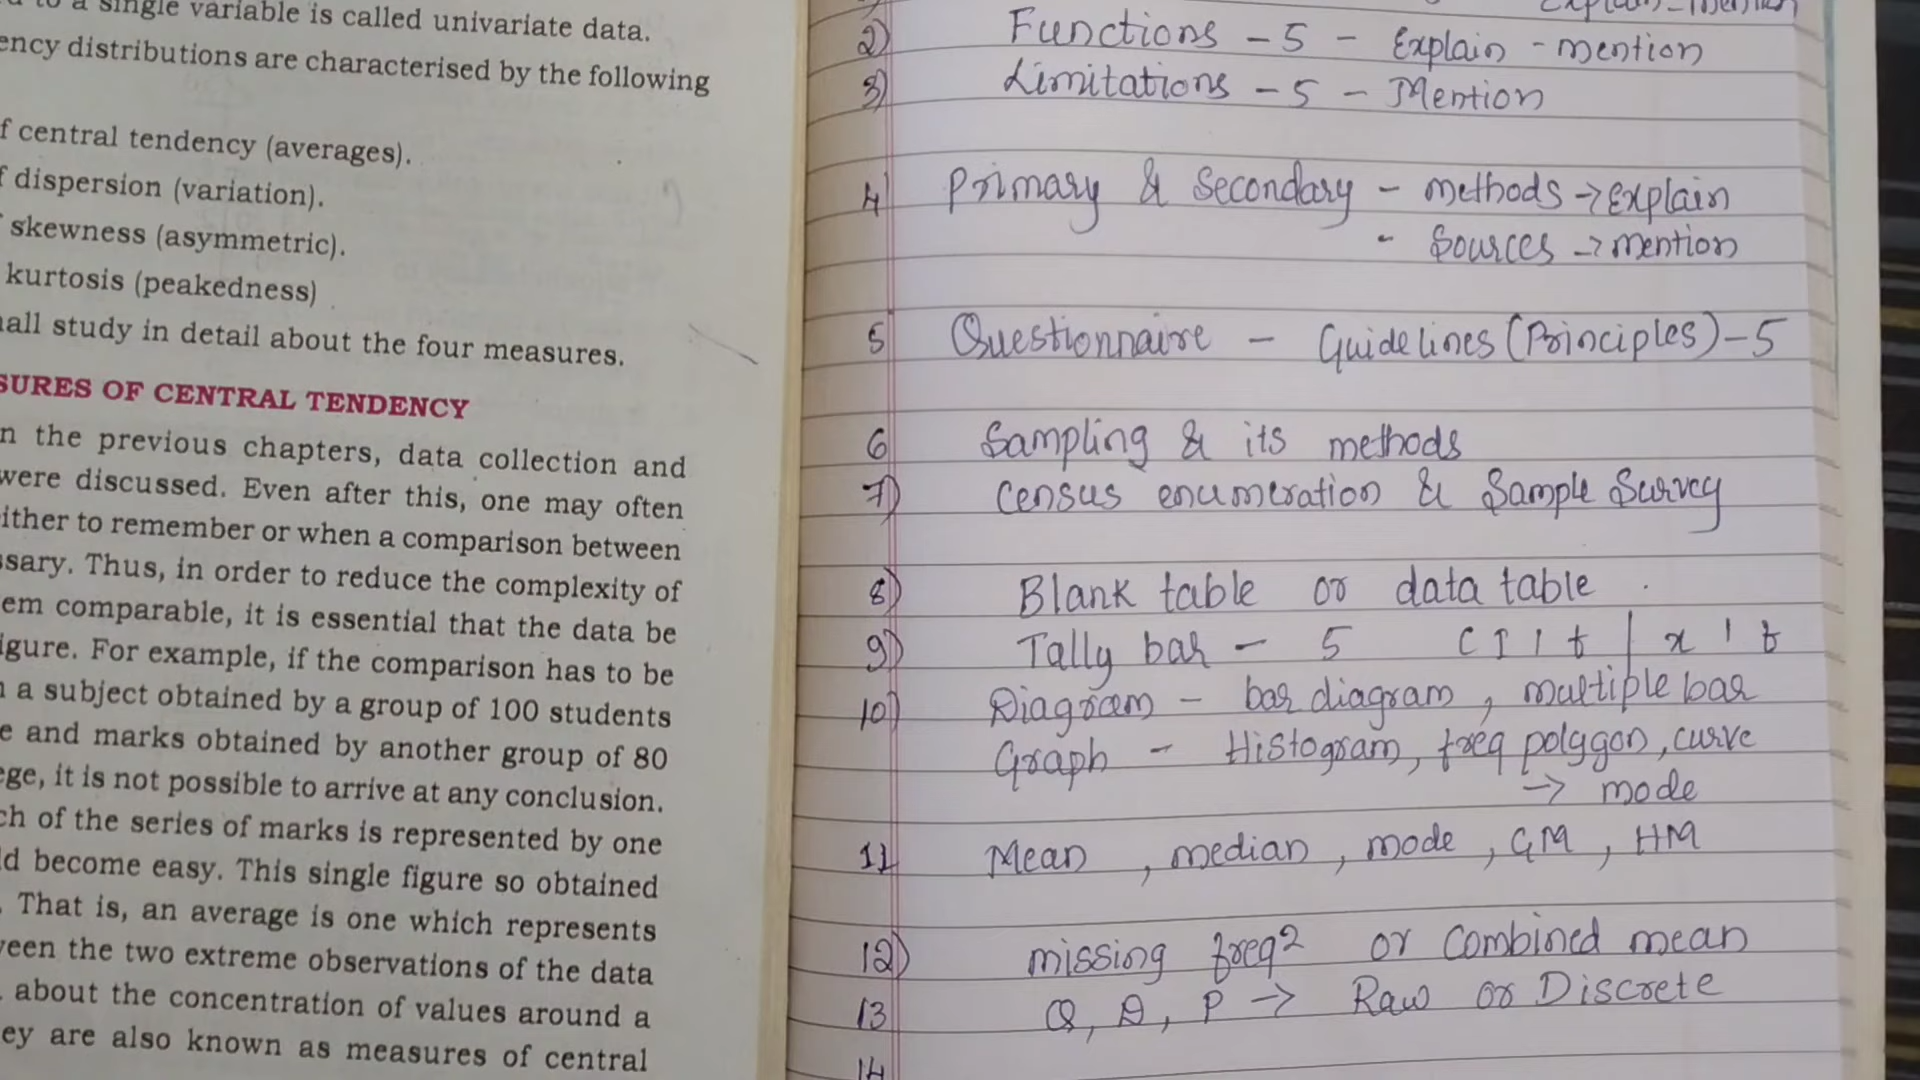 to a single variable is called univariate data.
ency distributions are characterised by the following
f central tendency (averages).
f dispersion (variation).
skewness (asymmetric).
kurtosis (peakedness)
all study in detail about the four measures.
SURES OF CENTRAL TENDENCY
n the previous chapters, data collection and
were discussed. Even after this, one may often
ither to remember or when a comparison between
ssary. Thus, in order to reduce the complexity of
em comparable, it is essential that the data be
igure. For example, if the comparison has to be
n a subject obtained by a group of 100 students
e and marks obtained by another group of 80
ege, it is not possible to arrive at any conclusion.
ch of the series of marks is represented by one
ld become easy. This single figure so obtained
. That is, an average is one which represents
ween the two extreme observations of the data
about the concentration of values around a
ey are also known as measures of central
Explain - mention
2) Functions - 5 - Explain - mention
3) Limitations - 5 - Mention
4 Primary & Secondary - methods → Explain
- Sources → mention
5 Questionnaire - Guidelines (Principles) - 5
6 Sampling & its methods
7) Census enumeration & Sample Survey
8) Blank table or data table
9) Tally bar - 5 CI | f | x | f
10) Diagram - bar diagram, multiple bar
Graph - Histogram, freq polygon, curve
→ mode
11 Mean, median, mode, GM, HM
12) missing freq² or Combined mean
13 Q, D, P → Raw or Discrete
14